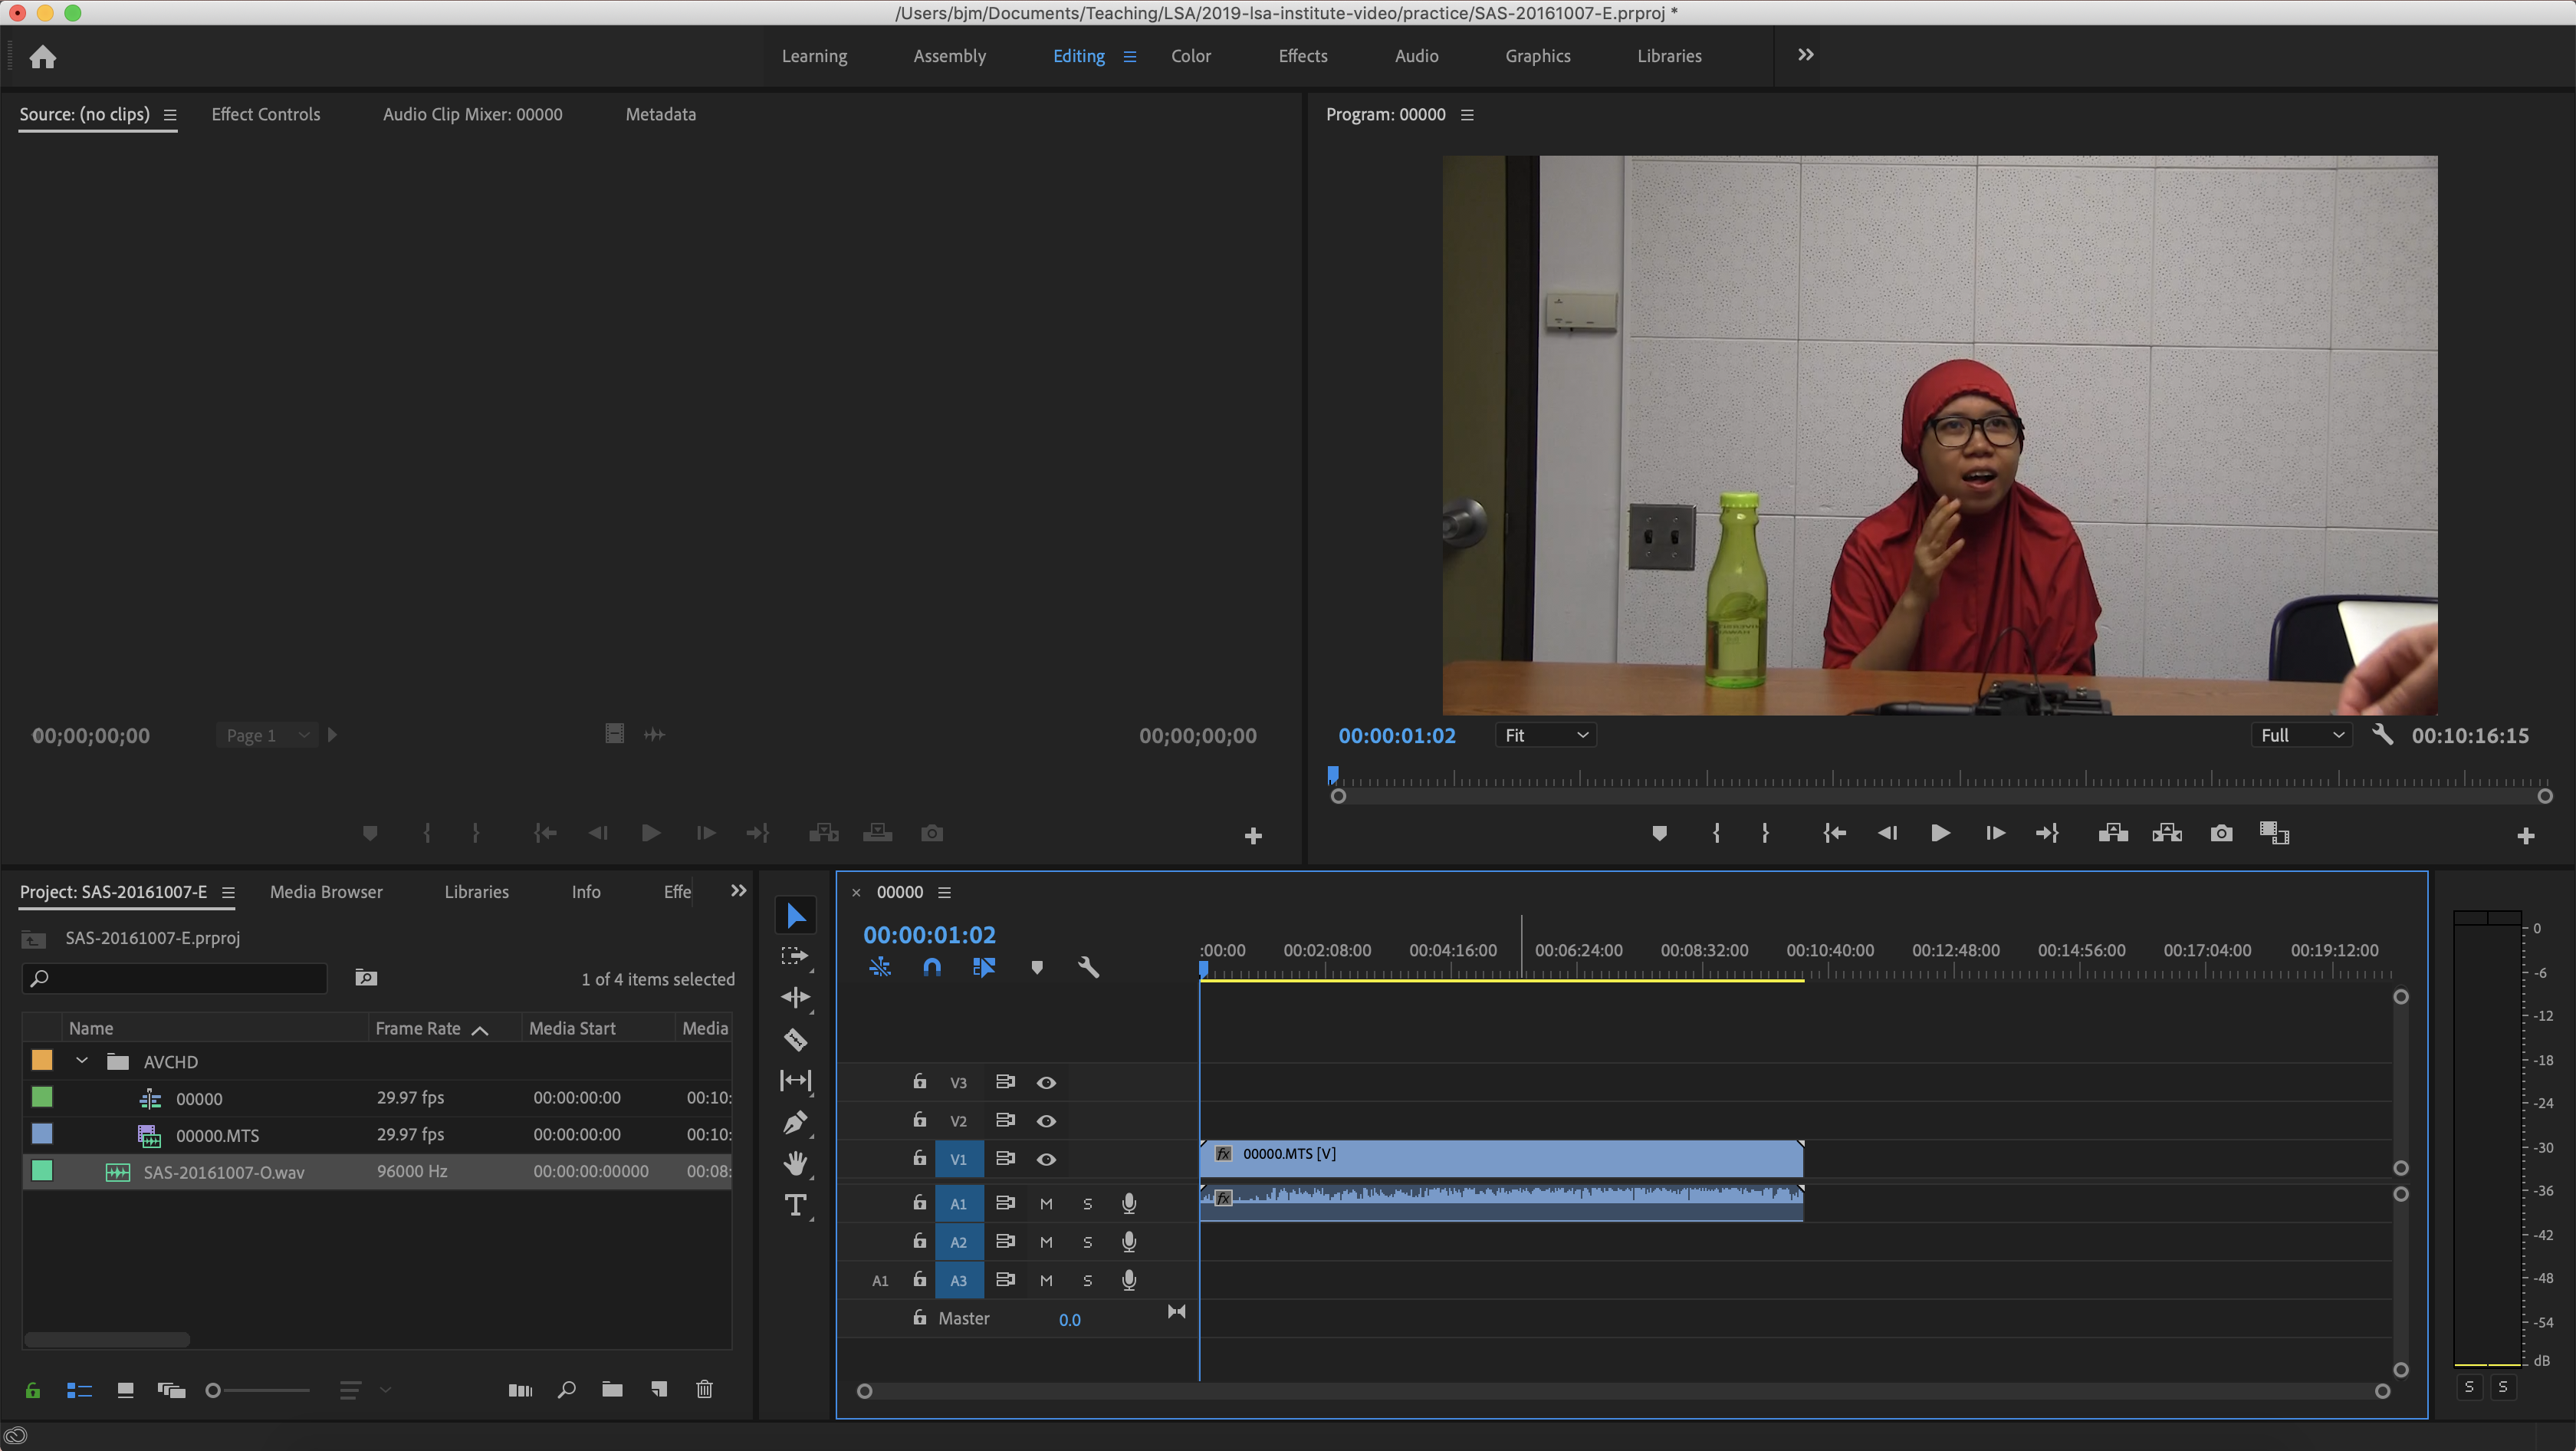 /Users/bjm/Documents/Teaching/LSA/2019-lsa-institute-video/practice/SAS-20161007-E.prproj *
Learning Assembly Editing Color Effects Audio Graphics Libraries
Source: (no clips) Effect Controls Audio Clip Mixer: 00000 Metadata
Program: 00000
00;00;00;00 Page 1 00;00;00;00
00:00:01:02 Fit Full 00:10:16:15
Project: SAS-20161007-E Media Browser Libraries Info Effe
SAS-20161007-E.prproj
1 of 4 items selected
Name Frame Rate Media Start Media
AVCHD
00000 29.97 fps 00:00:00:00 00:10:
00000.MTS 29.97 fps 00:00:00:00 00:10:
SAS-20161007-O.wav 96000 Hz 00:00:00:00000 00:08:
00000
00:00:01:02
:00:00 00:02:08:00 00:04:16:00 00:06:24:00 00:08:32:00 00:10:40:00 00:12:48:00 00:14:56:00 00:17:04:00 00:19:12:00
V3
V2
V1 fx 00000.MTS [V]
A1 M S fx
A2 M S
A1 A3 M S
Master 0.0
0
-6
-12
-18
-24
-30
-36
-42
-48
-54
dB
S S